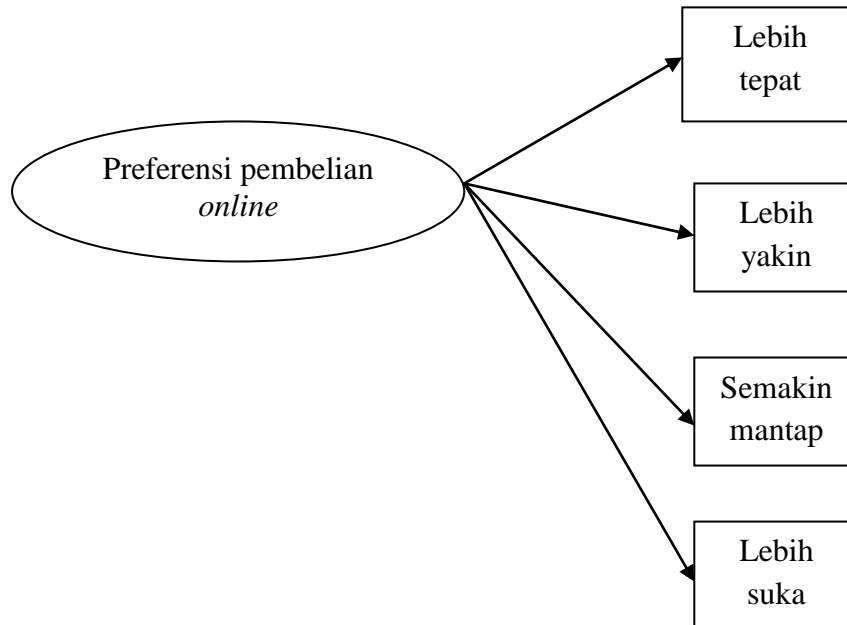 Lebih
tepat
Preferensi pembelian
online
Lebih
yakin
Semakin
mantap
Lebih
suka